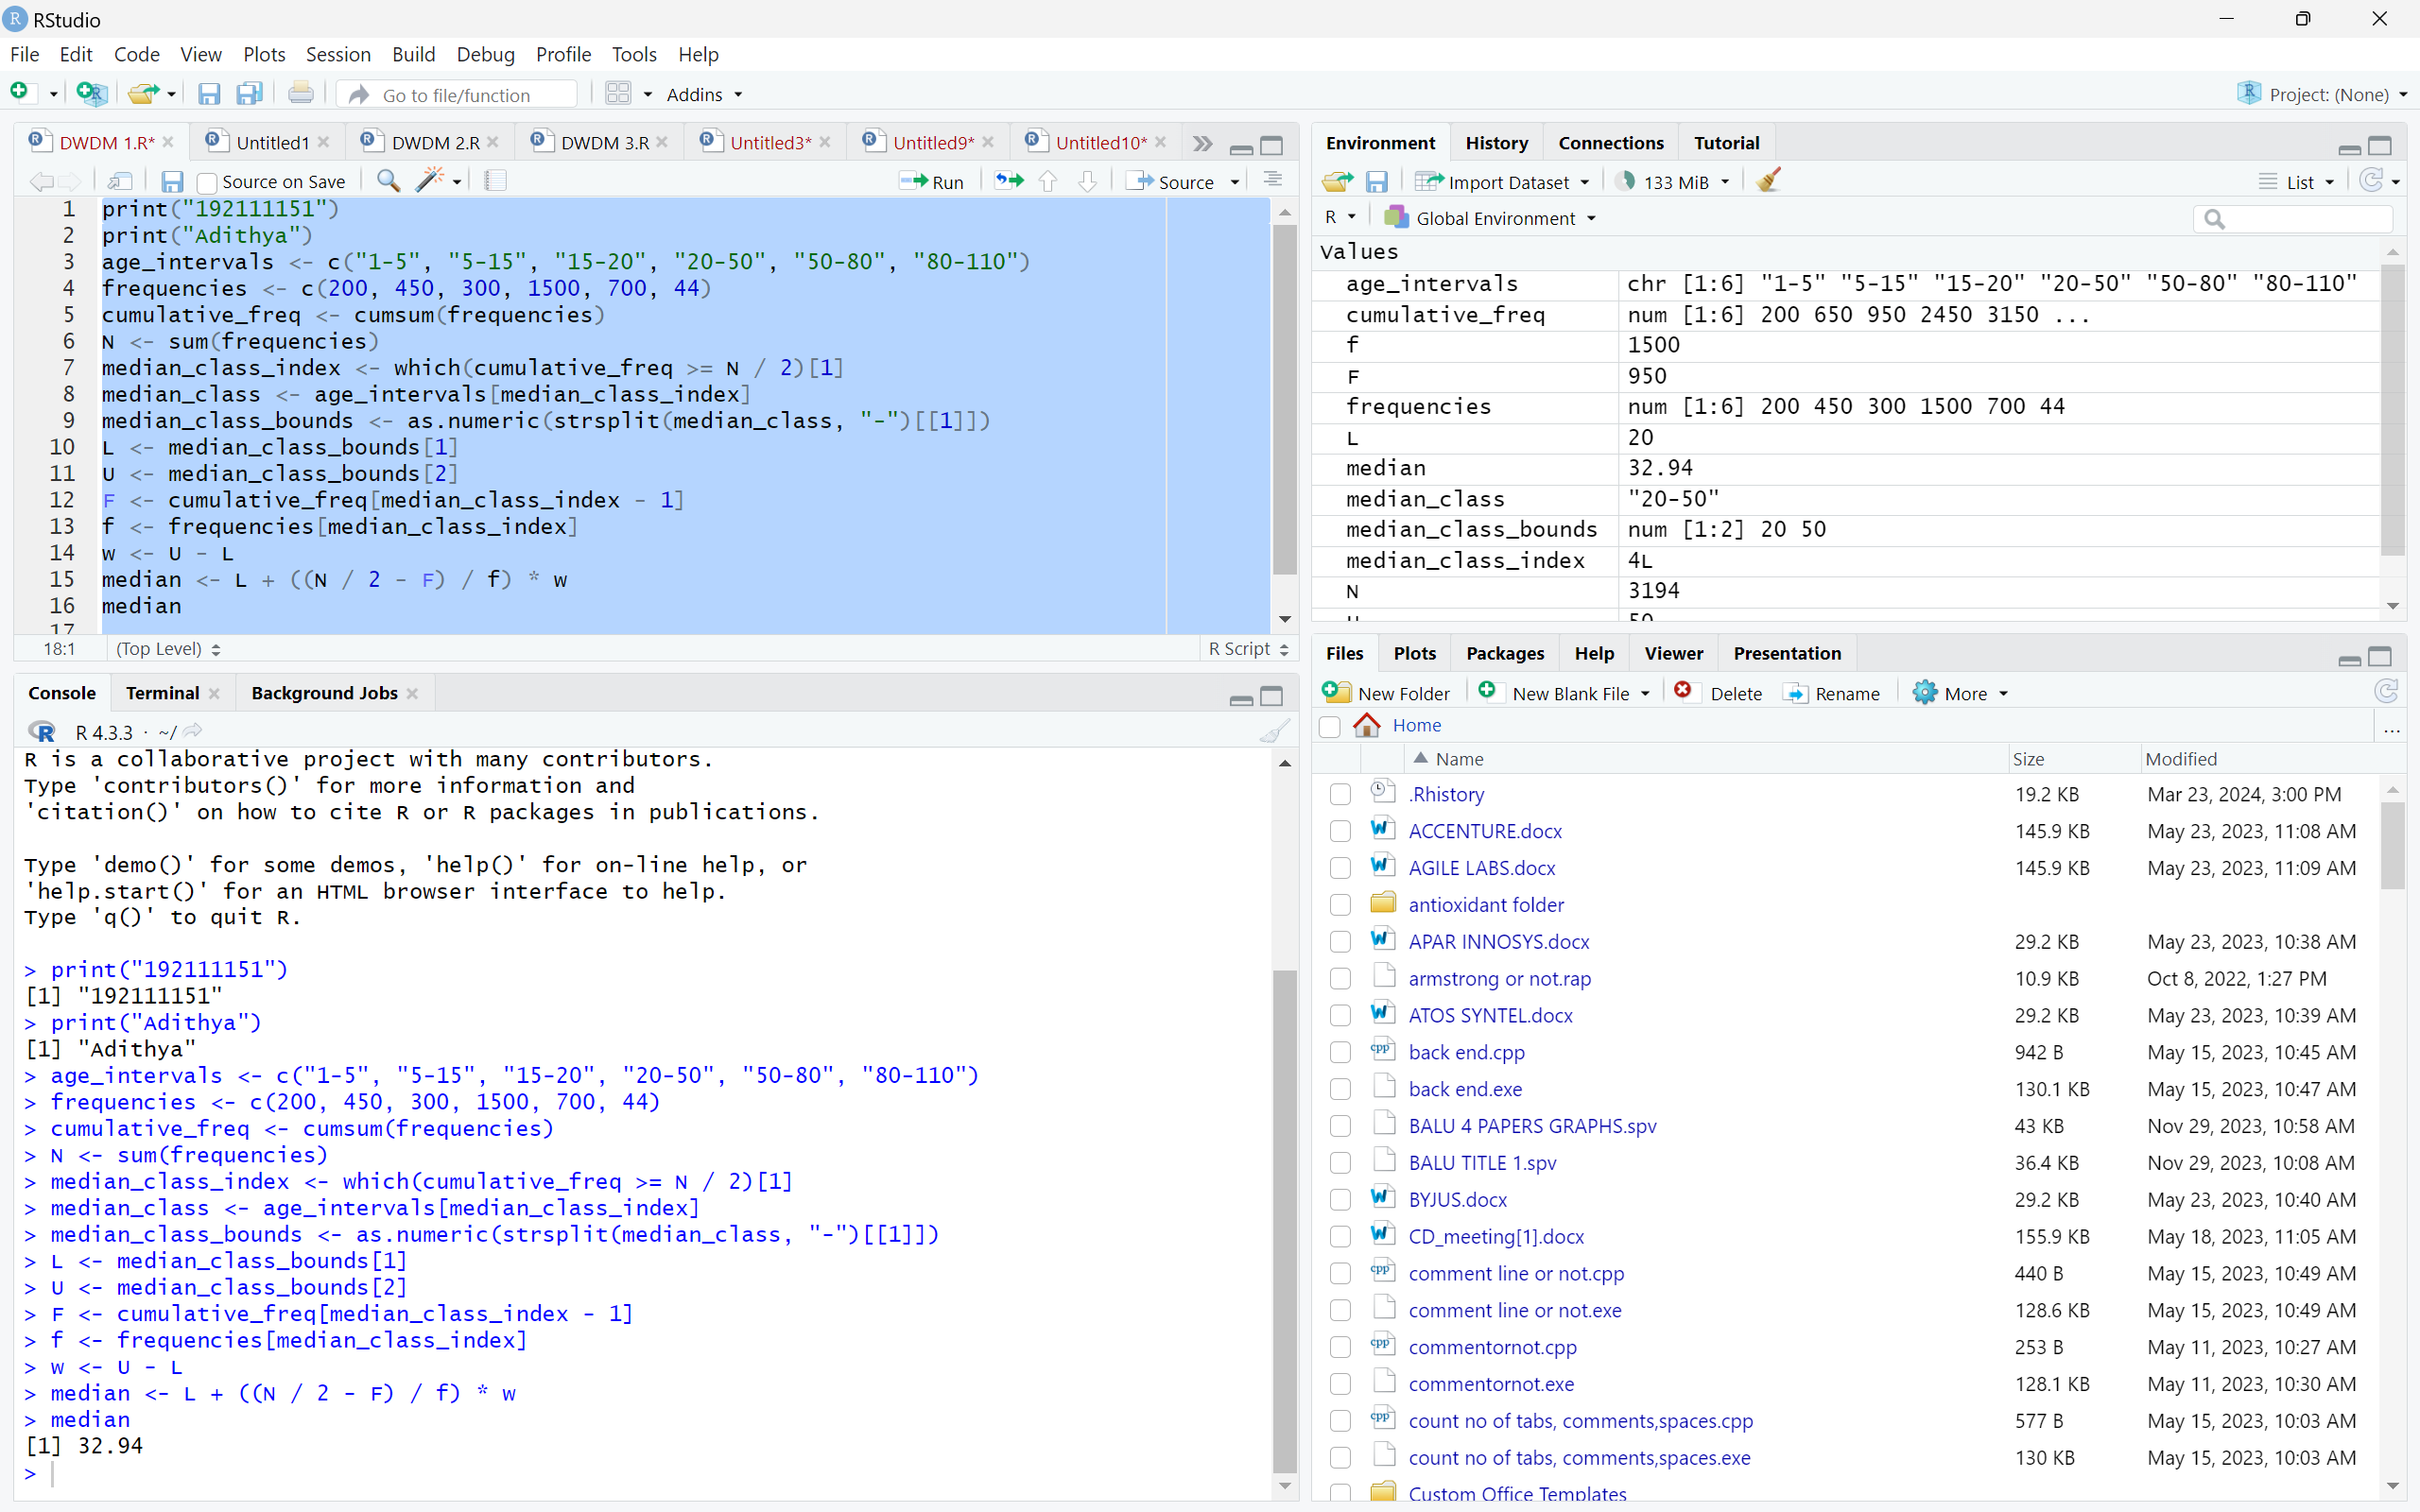 RStudio
File Edit Code View Plots Session Build Debug Profile Tools Help
Go to file/function Addins Project: (None)
DWDM 1.R* Untitled1 DWDM 2.R DWDM 3.R Untitled3* Untitled9* Untitled10*
Source on Save Run Source
1 print("192111151")
2 print("Adithya")
3 age_intervals <- c("1-5", "5-15", "15-20", "20-50", "50-80", "80-110")
4 frequencies <- c(200, 450, 300, 1500, 700, 44)
5 cumulative_freq <- cumsum(frequencies)
6 N <- sum(frequencies)
7 median_class_index <- which(cumulative_freq >= N / 2)[1]
8 median_class <- age_intervals[median_class_index]
9 median_class_bounds <- as.numeric(strsplit(median_class, "-")[[1]])
10 L <- median_class_bounds[1]
11 U <- median_class_bounds[2]
12 F <- cumulative_freq[median_class_index - 1]
13 f <- frequencies[median_class_index]
14 w <- U - L
15 median <- L + ((N / 2 - F) / f) * w
16 median
17
18:1 (Top Level) R Script
Console Terminal Background Jobs
R 4.3.3 · ~/
R is a collaborative project with many contributors.
Type 'contributors()' for more information and
'citation()' on how to cite R or R packages in publications.
Type 'demo()' for some demos, 'help()' for on-line help, or
'help.start()' for an HTML browser interface to help.
Type 'q()' to quit R.
> print("192111151")
[1] "192111151"
> print("Adithya")
[1] "Adithya"
> age_intervals <- c("1-5", "5-15", "15-20", "20-50", "50-80", "80-110")
> frequencies <- c(200, 450, 300, 1500, 700, 44)
> cumulative_freq <- cumsum(frequencies)
> N <- sum(frequencies)
> median_class_index <- which(cumulative_freq >= N / 2)[1]
> median_class <- age_intervals[median_class_index]
> median_class_bounds <- as.numeric(strsplit(median_class, "-")[[1]])
> L <- median_class_bounds[1]
> U <- median_class_bounds[2]
> F <- cumulative_freq[median_class_index - 1]
> f <- frequencies[median_class_index]
> w <- U - L
> median <- L + ((N / 2 - F) / f) * w
> median
[1] 32.94
>
Environment History Connections Tutorial
Import Dataset 133 MiB List
R Global Environment
Values
age_intervals chr [1:6] "1-5" "5-15" "15-20" "20-50" "50-80" "80-110"
cumulative_freq num [1:6] 200 650 950 2450 3150 ...
f 1500
F 950
frequencies num [1:6] 200 450 300 1500 700 44
L 20
median 32.94
median_class "20-50"
median_class_bounds num [1:2] 20 50
median_class_index 4L
N 3194
U 50
Files Plots Packages Help Viewer Presentation
New Folder New Blank File Delete Rename More
Home ...
Name Size Modified
.Rhistory 19.2 KB Mar 23, 2024, 3:00 PM
ACCENTURE.docx 145.9 KB May 23, 2023, 11:08 AM
AGILE LABS.docx 145.9 KB May 23, 2023, 11:09 AM
antioxidant folder
APAR INNOSYS.docx 29.2 KB May 23, 2023, 10:38 AM
armstrong or not.rap 10.9 KB Oct 8, 2022, 1:27 PM
ATOS SYNTEL.docx 29.2 KB May 23, 2023, 10:39 AM
back end.cpp 942 B May 15, 2023, 10:45 AM
back end.exe 130.1 KB May 15, 2023, 10:47 AM
BALU 4 PAPERS GRAPHS.spv 43 KB Nov 29, 2023, 10:58 AM
BALU TITLE 1.spv 36.4 KB Nov 29, 2023, 10:08 AM
BYJUS.docx 29.2 KB May 23, 2023, 10:40 AM
CD_meeting[1].docx 155.9 KB May 18, 2023, 11:05 AM
comment line or not.cpp 440 B May 15, 2023, 10:49 AM
comment line or not.exe 128.6 KB May 15, 2023, 10:49 AM
commentornot.cpp 253 B May 11, 2023, 10:27 AM
commentornot.exe 128.1 KB May 11, 2023, 10:30 AM
count no of tabs, comments,spaces.cpp 577 B May 15, 2023, 10:03 AM
count no of tabs, comments,spaces.exe 130 KB May 15, 2023, 10:03 AM
Custom Office Templates